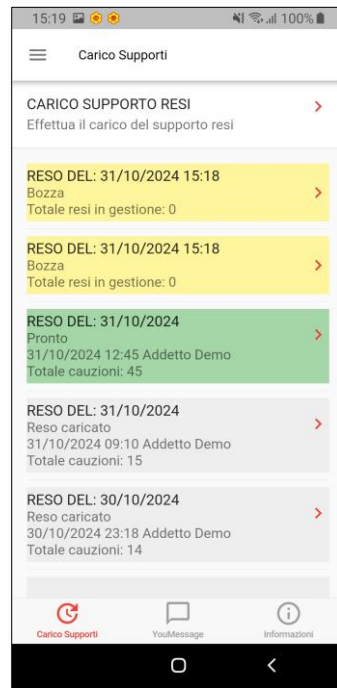 15:19 100%
Carico Supporti
CARICO SUPPORTO RESI
Effettua il carico del supporto resi
RESO DEL: 31/10/2024 15:18
Bozza
Totale resi in gestione: 0
RESO DEL: 31/10/2024 15:18
Bozza
Totale resi in gestione: 0
RESO DEL: 31/10/2024
Pronto
31/10/2024 12:45 Addetto Demo
Totale cauzioni: 45
RESO DEL: 31/10/2024
Reso caricato
31/10/2024 09:10 Addetto Demo
Totale cauzioni: 15
RESO DEL: 30/10/2024
Reso caricato
30/10/2024 23:18 Addetto Demo
Totale cauzioni: 14
Carico Supporti YouMessage Informazioni